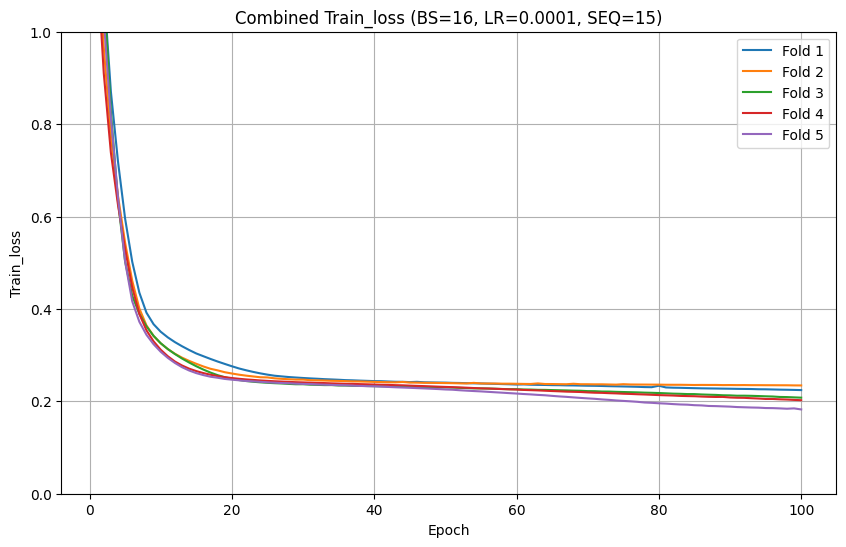 Combined Train_loss (BS=16, LR=0.0001, SEQ=15)
1.0
0.8
0.6
0.4
0.2
0.0
Train_loss
0 20 40 60 80 100
Epoch
Fold 1
Fold 2
Fold 3
Fold 4
Fold 5